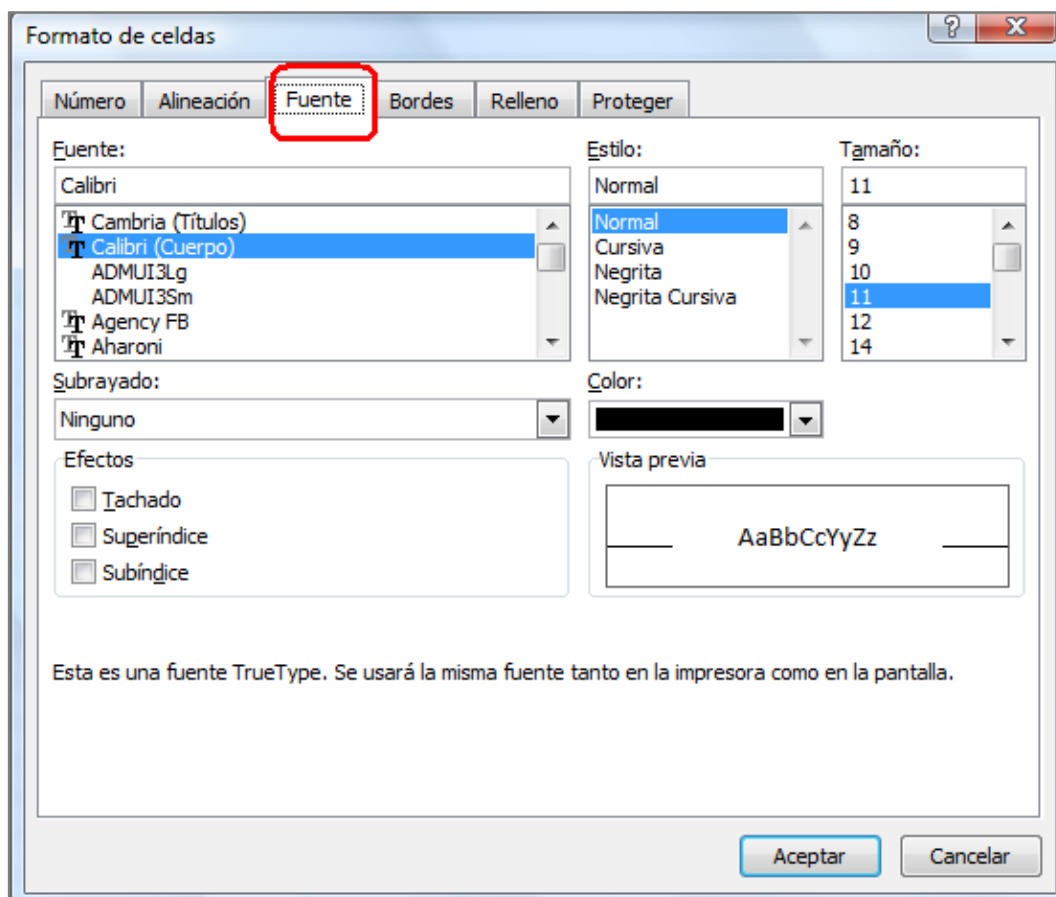 Formato de celdas
Número Alineación Fuente Bordes Relleno Proteger
Fuente: Estilo: Tamaño:
Calibri Normal 11
Cambria (Títulos) Normal 8
Calibri (Cuerpo) Cursiva 9
ADMUI3Lg Negrita 10
ADMUI3Sm Negrita Cursiva 11
Agency FB 12
Aharoni 14
Subrayado: Color:
Ninguno
Efectos Vista previa
Tachado
Superíndice AaBbCcYyZz
Subíndice
Esta es una fuente TrueType. Se usará la misma fuente tanto en la impresora como en la pantalla.
Aceptar Cancelar